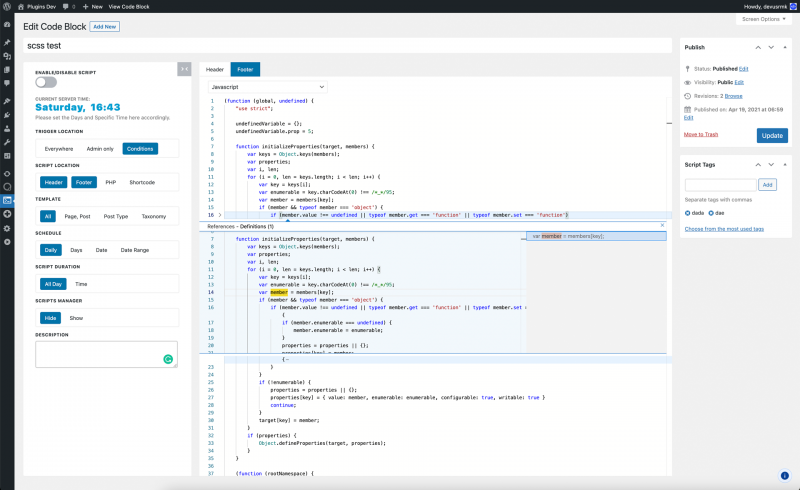 Plugins Dev
0
New
View Code Block
Howdy, devusrmk
Screen Options
Edit Code Block
Add New
scss test
ENABLE/DISABLE SCRIPT
CURRENT SERVER TIME:
Saturday, 16:43
Please set the Days and Specific Time here accordingly.
TRIGGER LOCATION
Everywhere
Admin only
Conditions
SCRIPT LOCATION
Header
Footer
PHP
Shortcode
TEMPLATE
All
Page, Post
Post Type
Taxonomy
SCHEDULE
Daily
Days
Date
Date Range
SCRIPT DURATION
All Day
Time
SCRIPTS MANAGER
Hide
Show
DESCRIPTION
Header
Footer
Javascript
1 (function (global, undefined) {
2 "use strict";
3
4 undefinedVariable = {};
5 undefinedVariable.prop = 5;
6
7 function initializeProperties(target, members) {
8 var keys = Object.keys(members);
9 var properties;
10 var i, len;
11 for (i = 0, len = keys.length; i < len; i++) {
12 var key = keys[i];
13 var enumerable = key.charCodeAt(0) !== /*_*/95;
14 var member = members[key];
15 if (member && typeof member === 'object') {
16 if (member.value !== undefined || typeof member.get === 'function' || typeof member.set === 'function')
References - Definitions (1)
7 function initializeProperties(target, members) {
8 var keys = Object.keys(members);
9 var properties;
10 var i, len;
11 for (i = 0, len = keys.length; i < len; i++) {
12 var key = keys[i];
13 var enumerable = key.charCodeAt(0) !== /*_*/95;
14 var member = members[key];
15 if (member && typeof member === 'object') {
16 if (member.value !== undefined || typeof member.get === 'function' || typeof member.set =
{
17 if (member.enumerable === undefined) {
18 member.enumerable = enumerable;
19 }
20 properties = properties || {};
var member = members[key];
23 }
24 }
25 if (!enumerable) {
26 properties = properties || {};
27 properties[key] = { value: member, enumerable: enumerable, configurable: true, writable: true }
28 continue;
29 }
30 target[key] = member;
31 }
32 if (properties) {
33 Object.defineProperties(target, properties);
34 }
35 }
36
37 (function (rootNamespace) {
Publish
Status: Published Edit
Visibility: Public Edit
Revisions: 2 Browse
Published on: Apr 19, 2021 at 06:59
Edit
Move to Trash
Update
Script Tags
Add
Separate tags with commas
dada
dae
Choose from the most used tags